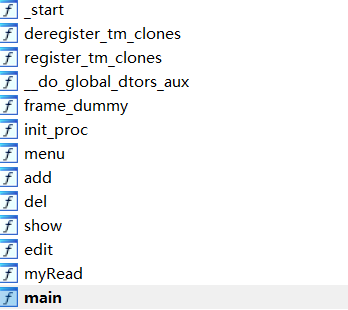 f _start
f deregister_tm_clones
f register_tm_clones
f __do_global_dtors_aux
f frame_dummy
f init_proc
f menu
f add
f del
f show
f edit
f myRead
f main